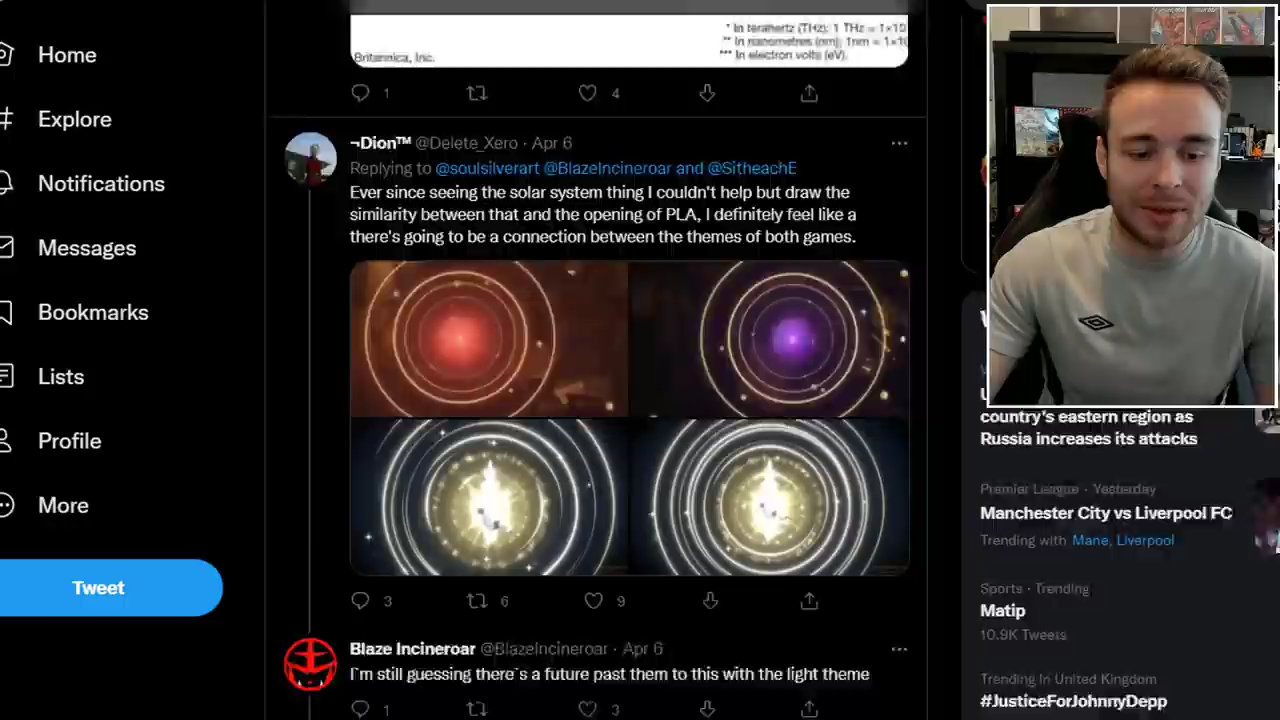 Home
Explore
Notifications
Messages
Bookmarks
Lists
Profile
More
Tweet
* In terahertz (THz); 1 THz = 1×10
** In nanometres (nm); 1nm = 1×10
*** In electron volts (eV).
Britannica, Inc.
1
4
¬Dion™ @Delete_Xero · Apr 6
Replying to @soulsilverart @BlazeIncineroar and @SitheachE
Ever since seeing the solar system thing I couldn't help but draw the
similarity between that and the opening of PLA, I definitely feel like a
there's going to be a connection between the themes of both games.
3
6
9
Blaze Incineroar @BlazeIncineroar · Apr 6
I`m still guessing there`s a future past them to this with the light theme
1
3
country's eastern region as
Russia increases its attacks
Premier League · Yesterday
Manchester City vs Liverpool FC
Trending with Mane, Liverpool
Sports · Trending
Matip
10.9K Tweets
Trending in United Kingdom
#JusticeForJohnnyDepp